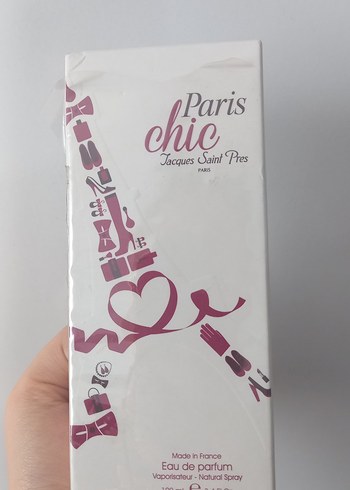 Paris
chic
Jacques Saint Pres
PARIS
Made in France
Eau de parfum
Vaporisateur - Natural Spray